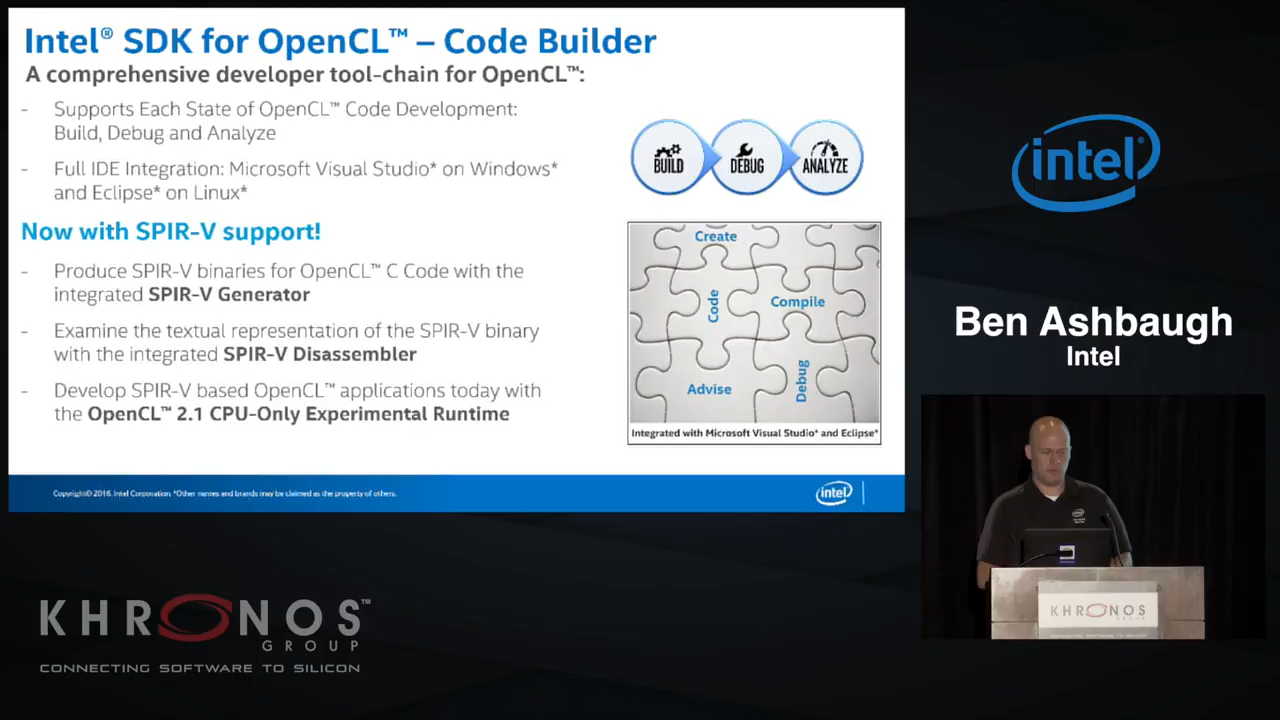 Intel® SDK for OpenCL™ – Code Builder
A comprehensive developer tool-chain for OpenCL™:
- Supports Each State of OpenCL™ Code Development:
Build, Debug and Analyze
- Full IDE Integration: Microsoft Visual Studio* on Windows*
and Eclipse* on Linux*
Now with SPIR-V support!
- Produce SPIR-V binaries for OpenCL™ C Code with the
integrated SPIR-V Generator
- Examine the textual representation of the SPIR-V binary
with the integrated SPIR-V Disassembler
- Develop SPIR-V based OpenCL™ applications today with
the OpenCL™ 2.1 CPU-Only Experimental Runtime
BUILD
DEBUG
ANALYZE
Create
Code
Compile
Advise
Debug
Integrated with Microsoft Visual Studio* and Eclipse*
Copyright© 2016, Intel Corporation. *Other names and brands may be claimed as the property of others.
intel
intel®
Ben Ashbaugh
Intel
KHRONOS
GROUP
KHRONOS™
GROUP
CONNECTING SOFTWARE TO SILICON